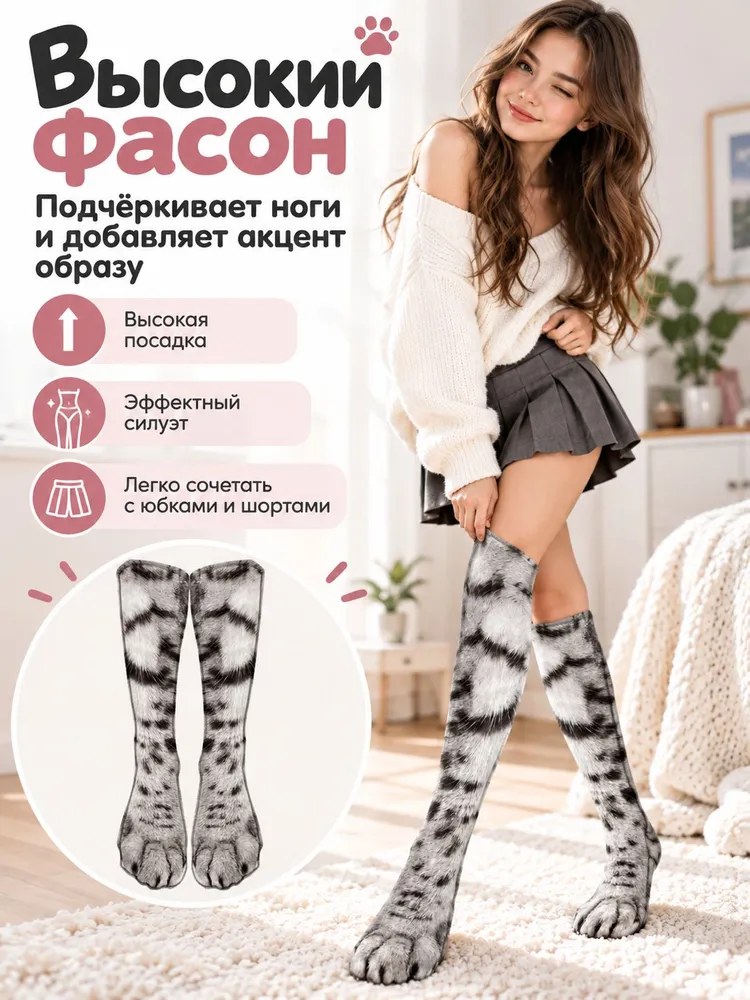 Высокий
фасон
Подчёркивает ноги
и добавляет акцент
образу
Высокая
посадка
Эффектный
силуэт
Легко сочетать
с юбками и шортами